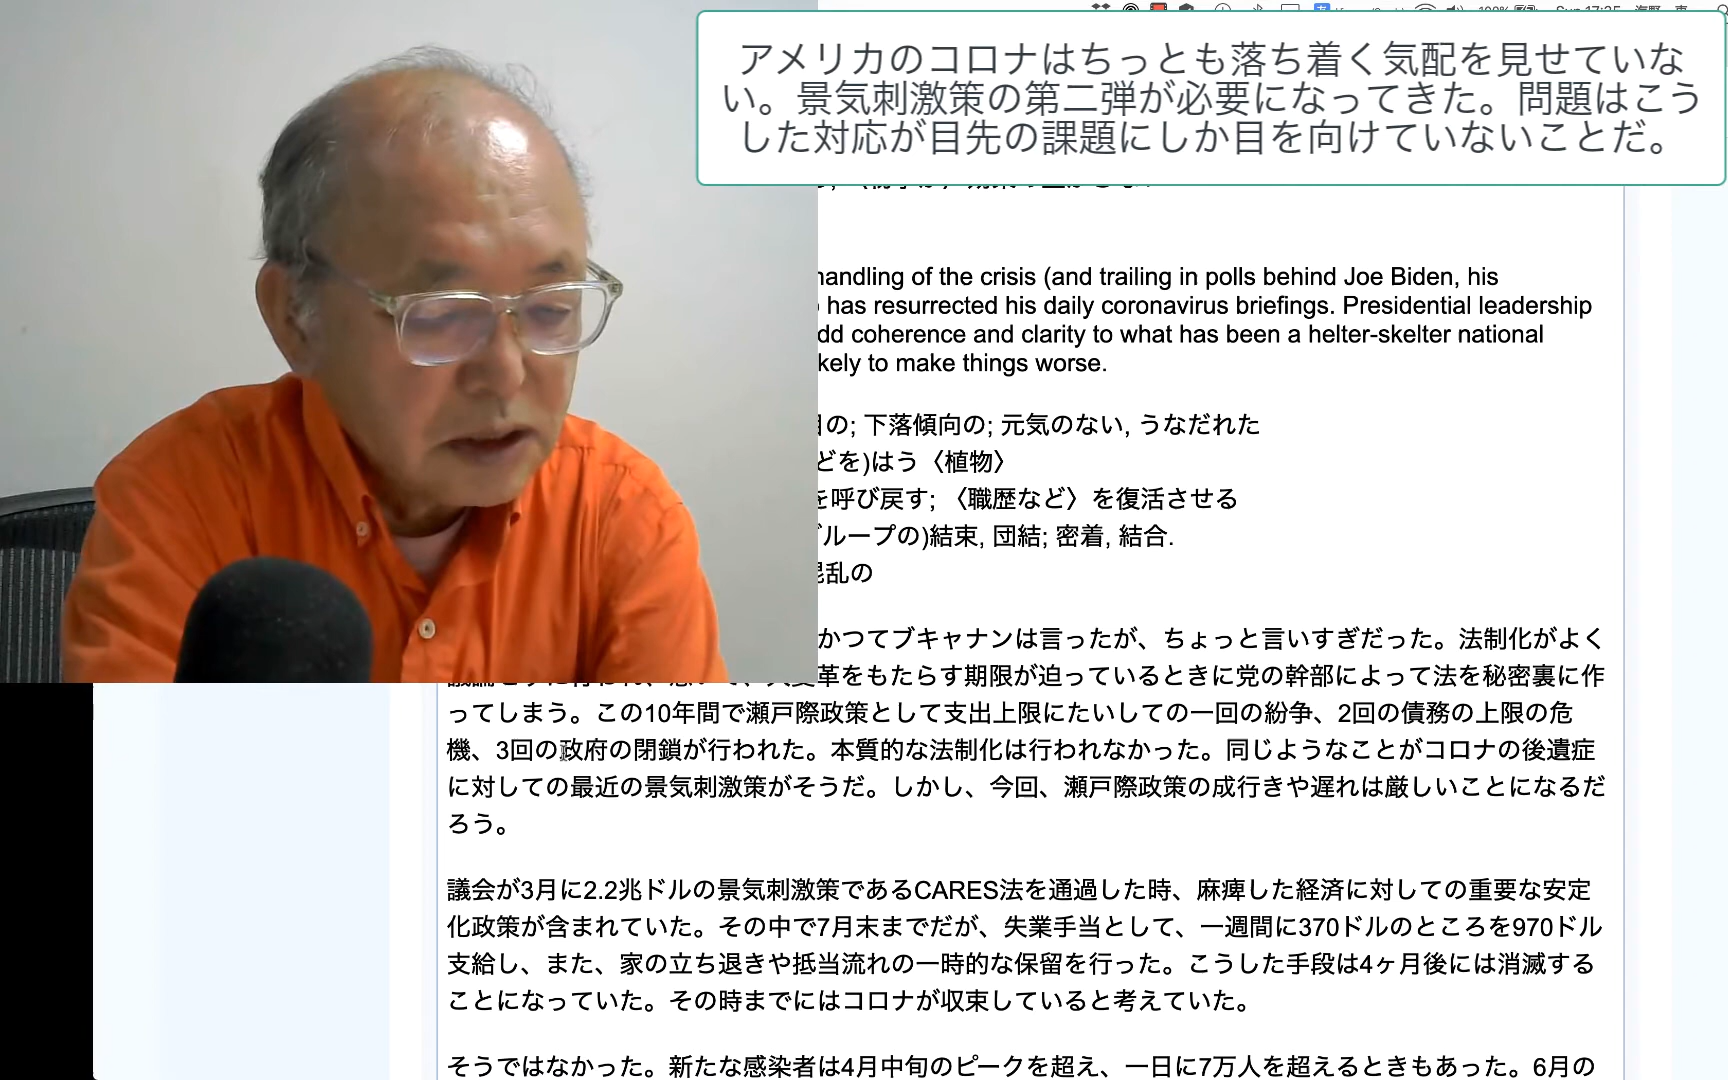 アメリカのコロナはちっとも落ち着く気配を見せていな
い。景気刺激策の第二弾が必要になってきた。問題はこう
した対応が目先の課題にしか目を向けていないことだ。
handling of the crisis (and trailing in polls behind Joe Biden, his
has resurrected his daily coronavirus briefings. Presidential leadership
coherence and clarity to what has been a helter-skelter national
to make things worse.
の; 下落傾向の; 元気のない, うなだれた
どを)はう〈植物〉
を呼び戻す; 〈職歴など〉を復活させる
グループの)結束, 団結; 密着, 結合.
混乱の
かつてブキャナンは言ったが、ちょっと言いすぎだった。法制化がよく
革をもたらす期限が迫っているときに党の幹部によって法を秘密裏に作
ってしまう。この10年間で瀬戸際政策として支出上限にたいしての一回の紛争、2回の債務の上限の危
機、3回の政府の閉鎖が行われた。本質的な法制化は行われなかった。同じようなことがコロナの後遺症
に対しての最近の景気刺激策がそうだ。しかし、今回、瀬戸際政策の成行きや遅れは厳しいことになるだ
ろう。
議会が3月に2.2兆ドルの景気刺激策であるCARES法を通過した時、麻痺した経済に対しての重要な安定
化政策が含まれていた。その中で7月末までだが、失業手当として、一週間に370ドルのところを970ドル
支給し、また、家の立ち退きや抵当流れの一時的な保留を行った。こうした手段は4ヶ月後には消滅する
ことになっていた。その時までにはコロナが収束していると考えていた。
そうではなかった。新たな感染者は4月中旬のピークを超え、一日に7万人を超えるときもあった。6月の